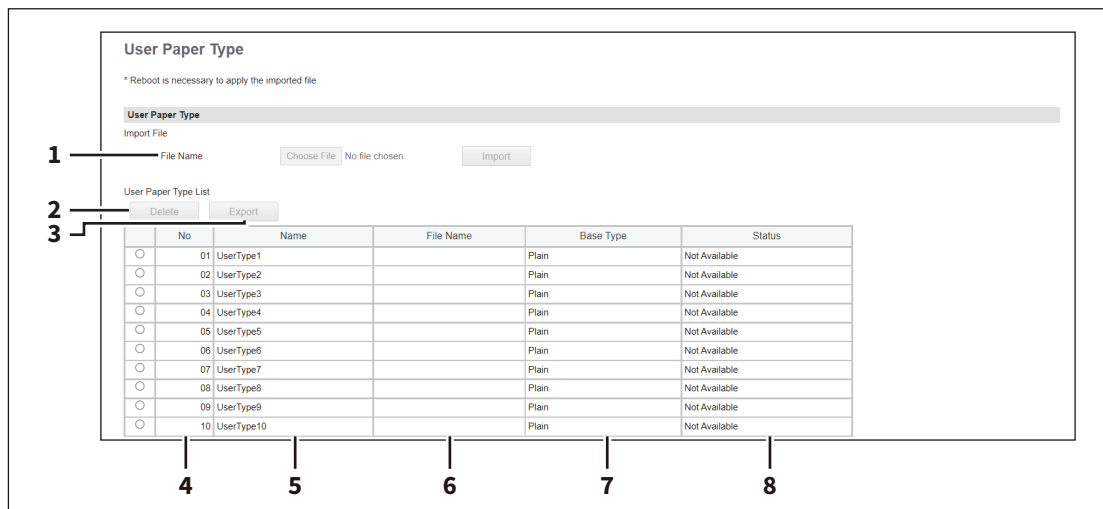 User Paper Type
* Reboot is necessary to apply the imported file.
User Paper Type
Import File
1 File Name Choose File No file chosen Import
User Paper Type List
2 Delete Export
3
No Name File Name Base Type Status
01 UserType1 Plain Not Available
02 UserType2 Plain Not Available
03 UserType3 Plain Not Available
04 UserType4 Plain Not Available
05 UserType5 Plain Not Available
06 UserType6 Plain Not Available
07 UserType7 Plain Not Available
08 UserType8 Plain Not Available
09 UserType9 Plain Not Available
10 UserType10 Plain Not Available
4 5 6 7 8